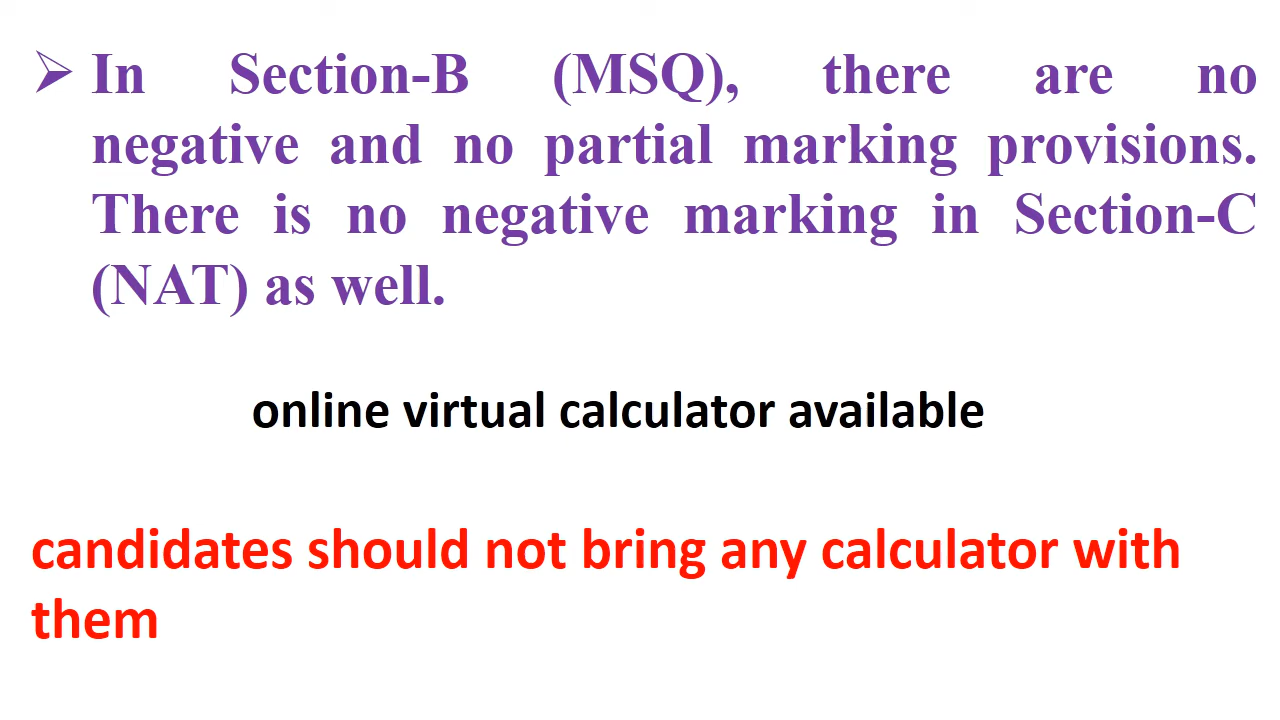 ➢ In Section-B (MSQ), there are no
negative and no partial marking provisions.
There is no negative marking in Section-C
(NAT) as well.
online virtual calculator available
candidates should not bring any calculator with
them